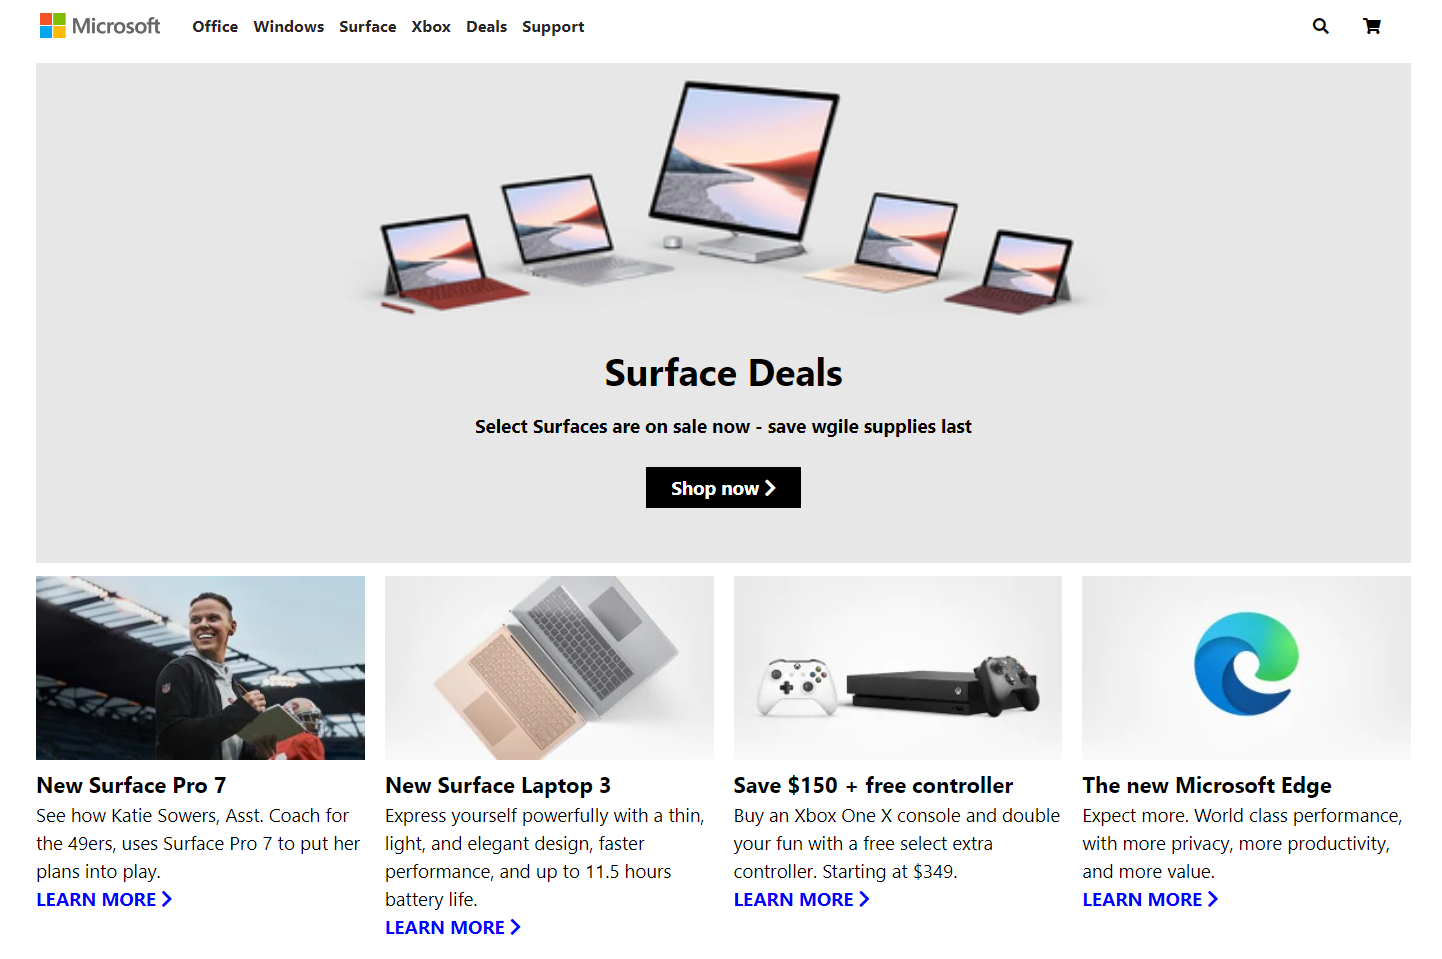 Microsoft Office Windows Surface Xbox Deals Support
Surface Deals
Select Surfaces are on sale now - save wgile supplies last
Shop now
New Surface Pro 7
See how Katie Sowers, Asst. Coach for
the 49ers, uses Surface Pro 7 to put her
plans into play.
LEARN MORE
New Surface Laptop 3
Express yourself powerfully with a thin,
light, and elegant design, faster
performance, and up to 11.5 hours
battery life.
LEARN MORE
Save $150 + free controller
Buy an Xbox One X console and double
your fun with a free select extra
controller. Starting at $349.
LEARN MORE
The new Microsoft Edge
Expect more. World class performance,
with more privacy, more productivity,
and more value.
LEARN MORE